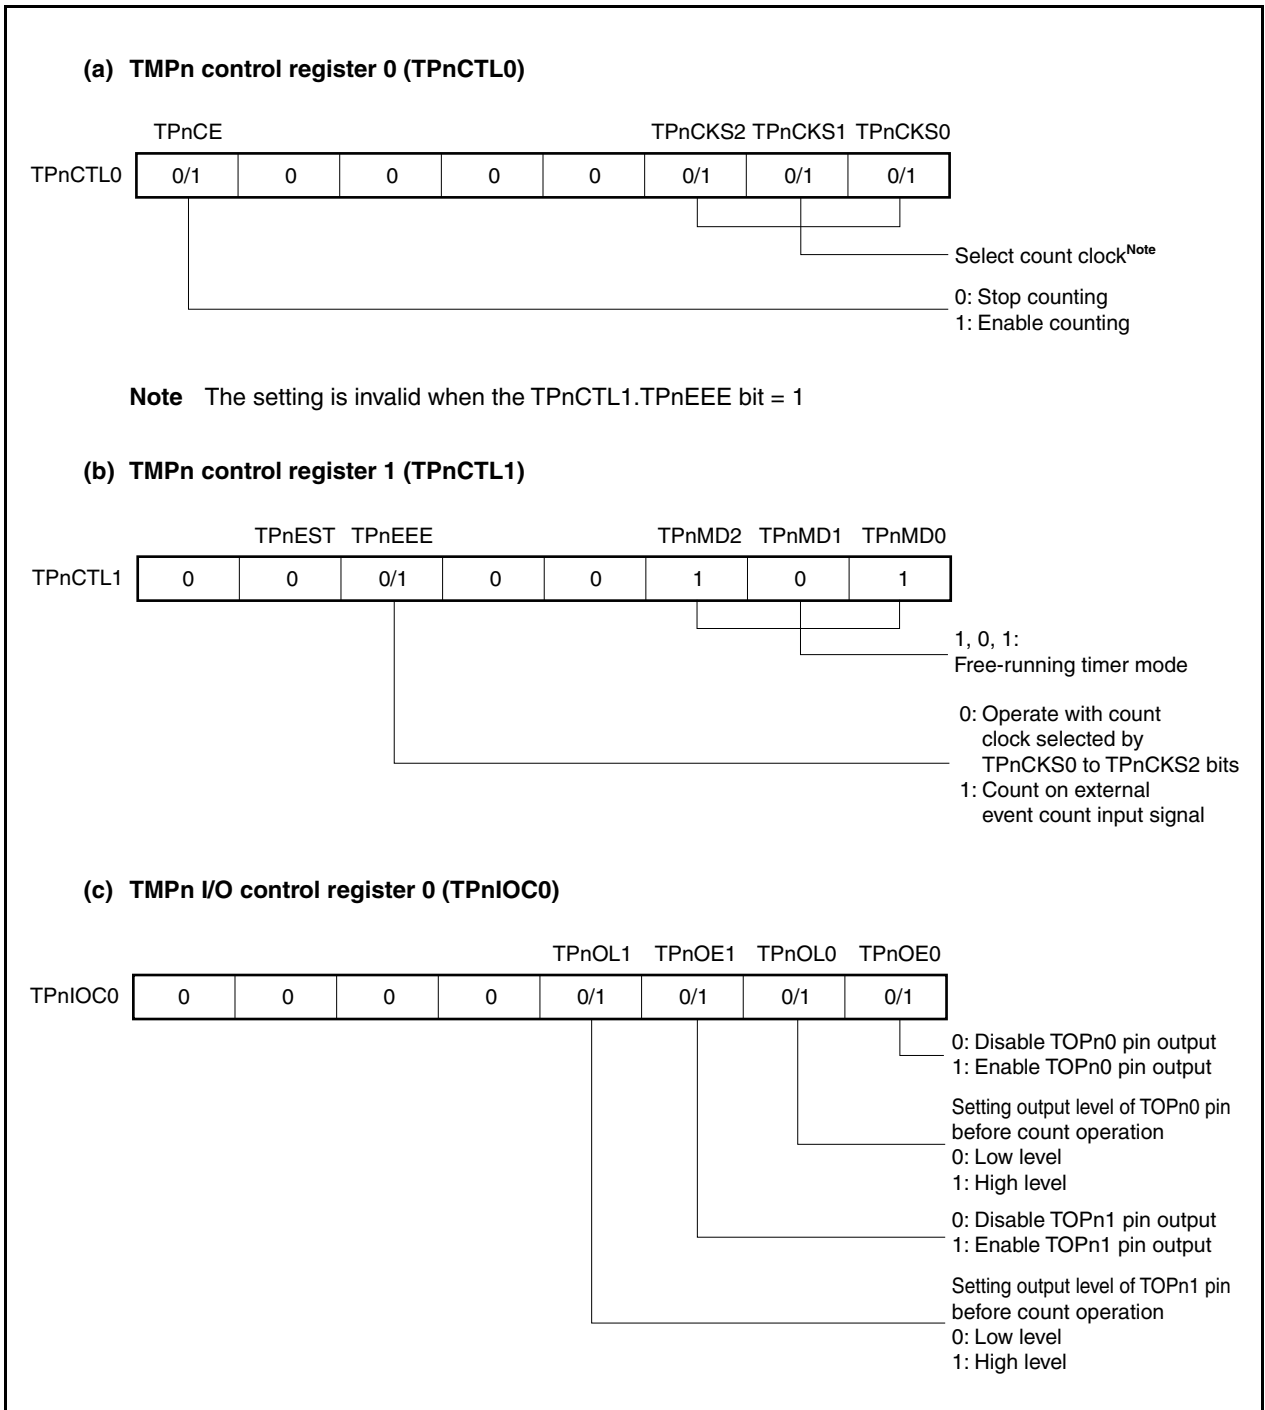 (a) TMPn control register 0 (TPnCTL0)
TPnCE TPnCKS2 TPnCKS1 TPnCKS0
TPnCTL0 0/1 0 0 0 0 0/1 0/1 0/1
Select count clockNote
0: Stop counting
1: Enable counting
Note The setting is invalid when the TPnCTL1.TPnEEE bit = 1
(b) TMPn control register 1 (TPnCTL1)
TPnEST TPnEEE TPnMD2 TPnMD1 TPnMD0
TPnCTL1 0 0 0/1 0 0 1 0 1
1, 0, 1:
Free-running timer mode
0: Operate with count
clock selected by
TPnCKS0 to TPnCKS2 bits
1: Count on external
event count input signal
(c) TMPn I/O control register 0 (TPnIOC0)
TPnOL1 TPnOE1 TPnOL0 TPnOE0
TPnIOC0 0 0 0 0 0/1 0/1 0/1 0/1
0: Disable TOPn0 pin output
1: Enable TOPn0 pin output
Setting output level of TOPn0 pin
before count operation
0: Low level
1: High level
0: Disable TOPn1 pin output
1: Enable TOPn1 pin output
Setting output level of TOPn1 pin
before count operation
0: Low level
1: High level